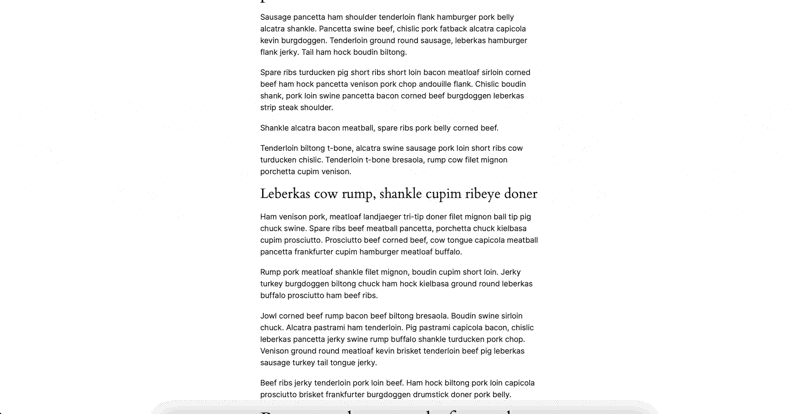 Sausage pancetta ham shoulder tenderloin flank hamburger pork belly
alcatra shankle. Pancetta swine beef, chislic pork fatback alcatra capicola
kevin burgdoggen. Tenderloin ground round sausage, leberkas hamburger
flank jerky. Tail ham hock boudin biltong.
Spare ribs turducken pig short ribs short loin bacon meatloaf sirloin corned
beef ham hock pancetta venison pork chop andouille flank. Chislic boudin
shank, pork loin swine pancetta bacon corned beef burgdoggen leberkas
strip steak shoulder.
Shankle alcatra bacon meatball, spare ribs pork belly corned beef.
Tenderloin biltong t-bone, alcatra swine sausage pork loin short ribs cow
turducken chislic. Tenderloin t-bone bresaola, rump cow filet mignon
porchetta cupim venison.
Leberkas cow rump, shankle cupim ribeye doner
Ham venison pork, meatloaf landjaeger tri-tip doner filet mignon ball tip pig
chuck swine. Spare ribs beef meatball pancetta, porchetta chuck kielbasa
cupim prosciutto. Prosciutto beef corned beef, cow tongue capicola meatball
pancetta frankfurter cupim hamburger meatloaf buffalo.
Rump pork meatloaf shankle filet mignon, boudin cupim short loin. Jerky
turkey burgdoggen biltong chuck ham hock kielbasa ground round leberkas
buffalo prosciutto ham beef ribs.
Jowl corned beef rump bacon beef biltong bresaola. Boudin swine sirloin
chuck. Alcatra pastrami ham tenderloin. Pig pastrami capicola bacon, chislic
leberkas pancetta jerky swine rump buffalo shankle turducken pork chop.
Venison ground round meatloaf kevin brisket tenderloin beef pig leberkas
sausage turkey tail tongue jerky.
Beef ribs jerky tenderloin pork loin beef. Ham hock biltong pork loin capicola
prosciutto brisket frankfurter burgdoggen drumstick doner pork belly.